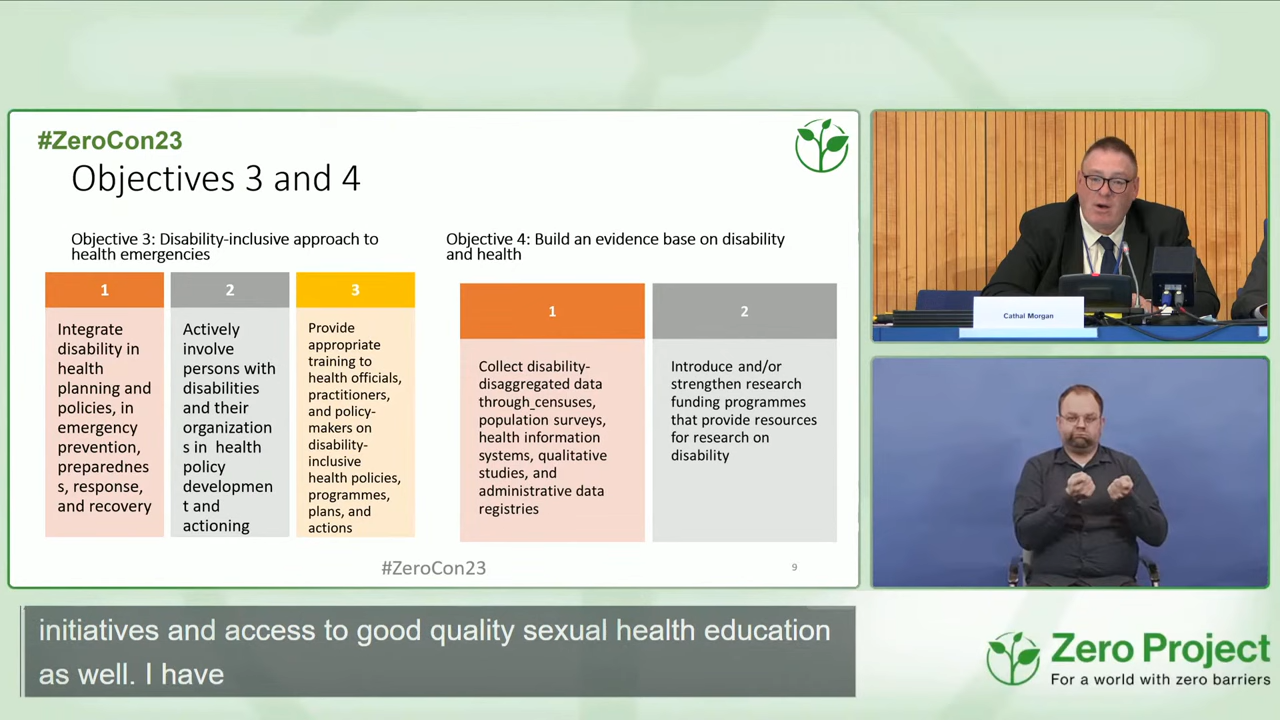 #ZeroCon23
Objectives 3 and 4
Objective 3: Disability-inclusive approach to
health emergencies
1
Integrate
disability in
health
planning and
policies, in
emergency
prevention,
preparednes
s, response,
and recovery
2
Actively
involve
persons with
disabilities
and their
organization
s in health
policy
developmen
t and
actioning
3
Provide
appropriate
training to
health officials,
practitioners,
and policy-
makers on
disability-
inclusive
health policies,
programmes,
plans, and
actions
Objective 4: Build an evidence base on disability
and health
1
Collect disability-
disaggregated data
through_censuses,
population surveys,
health information
systems, qualitative
studies, and
administrative data
registries
2
Introduce and/or
strengthen research
funding programmes
that provide resources
for research on
disability
#ZeroCon23
9
Cathal Morgan
initiatives and access to good quality sexual health education
as well. I have
Zero Project
For a world with zero barriers